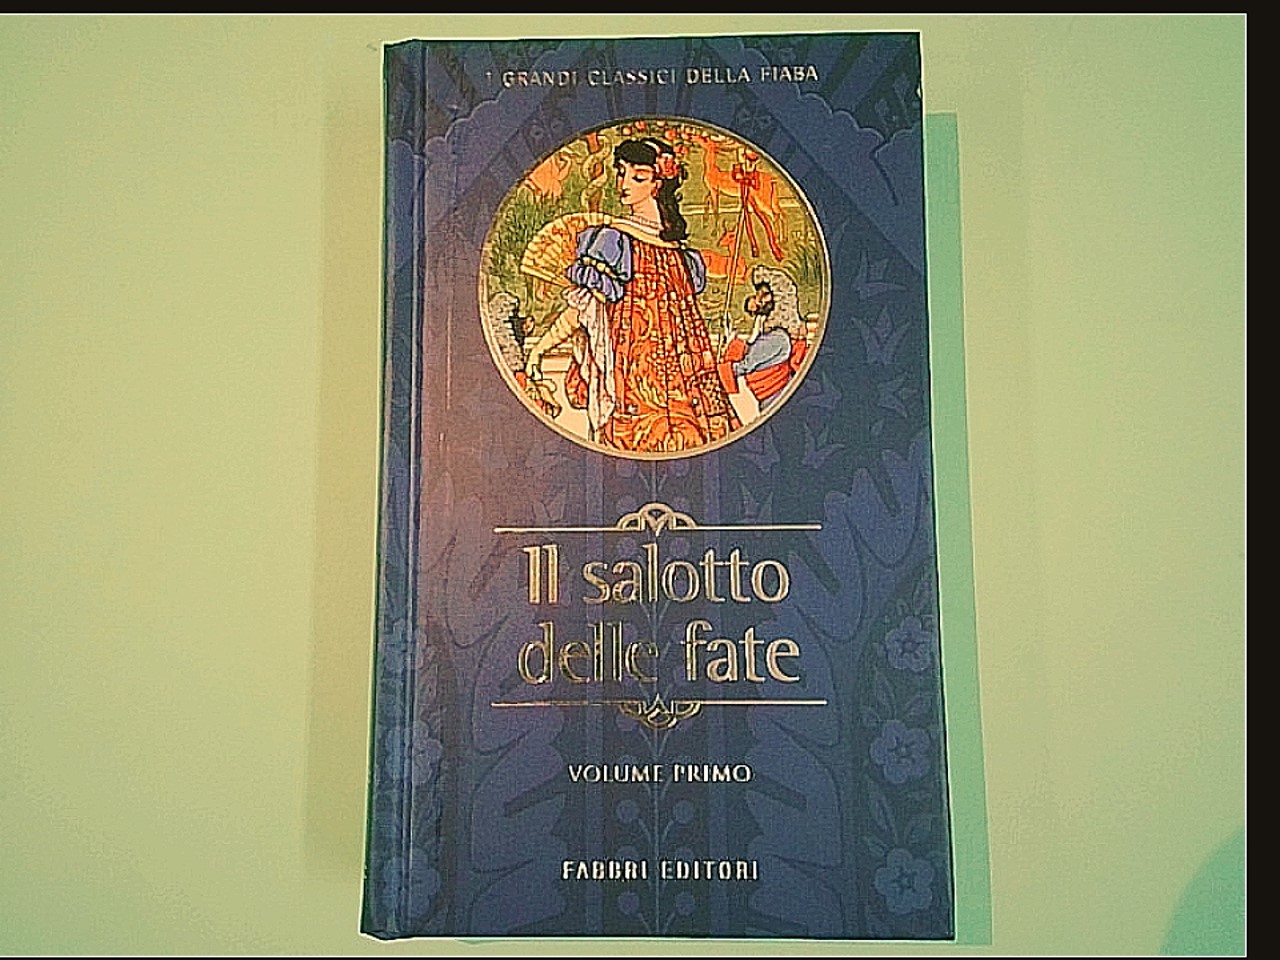 I GRANDI CLASSICI DELLA FIABA
Il salotto
delle fate
VOLUME PRIMO
FABBRI EDITORI